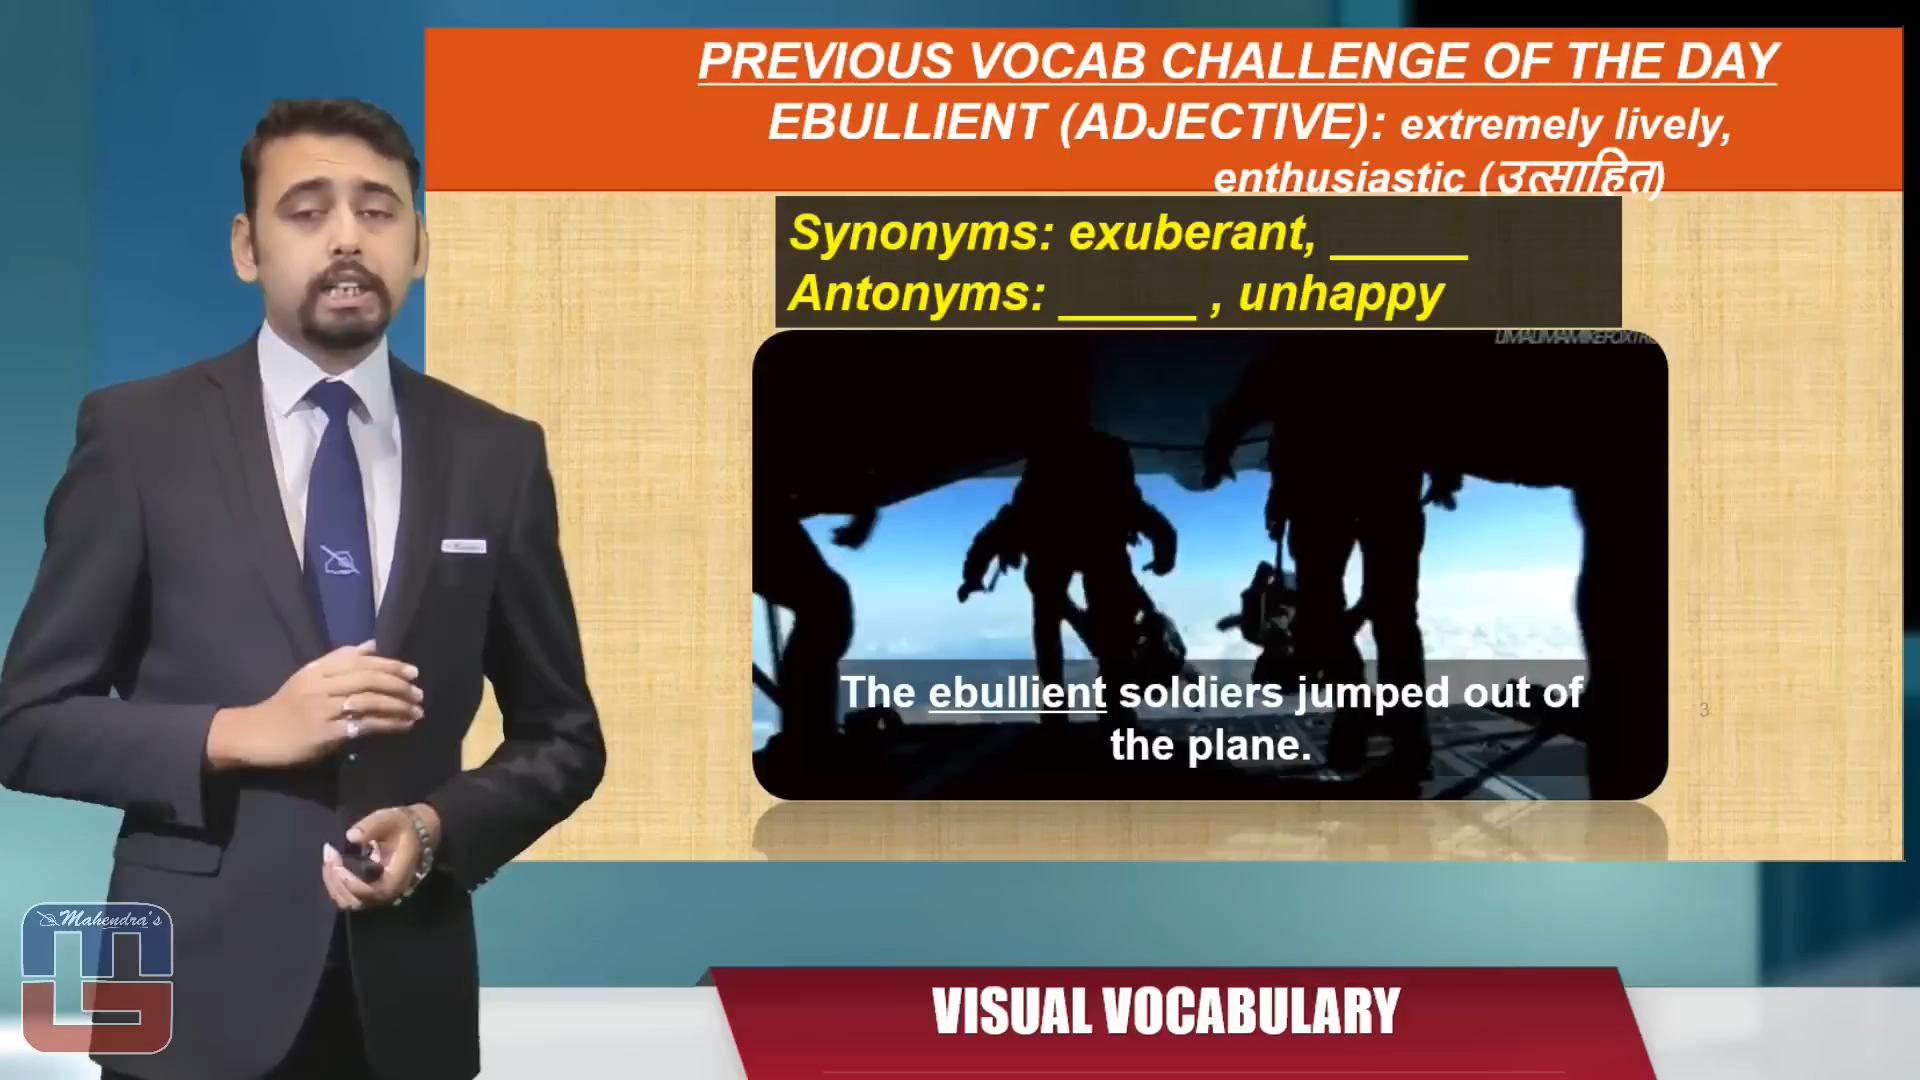 PREVIOUS VOCAB CHALLENGE OF THE DAY
EBULLIENT (ADJECTIVE): extremely lively,
enthusiastic (उत्साहित)
Synonyms: exuberant, _____
Antonyms: _____ , unhappy
The ebullient soldiers jumped out of
the plane.
3
Mahendra's
VISUAL VOCABULARY